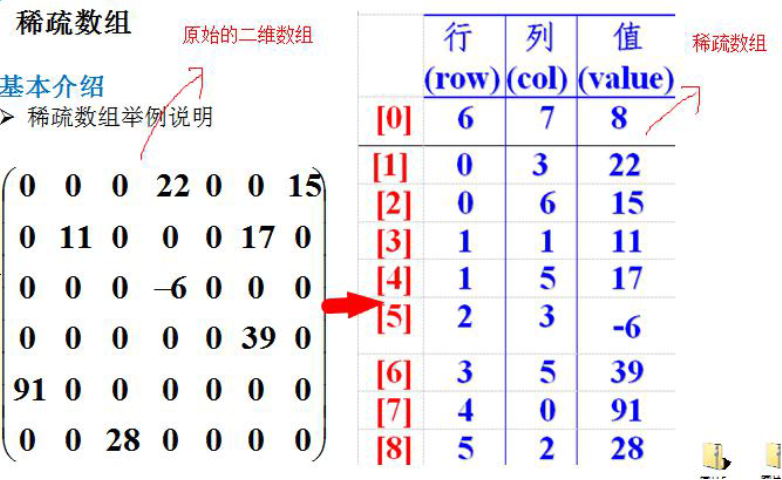 稀疏数组
原始的二维数组
基本介绍
稀疏数组举例说明
0 0 0 22 0 0 15
0 11 0 0 0 17 0
0 0 0 –6 0 0 0
0 0 0 0 0 39 0
91 0 0 0 0 0 0
0 0 28 0 0 0 0
行 列 值
(row) (col) (value)
[0] 6 7 8
[1] 0 3 22
[2] 0 6 15
[3] 1 1 11
[4] 1 5 17
[5] 2 3 -6
[6] 3 5 39
[7] 4 0 91
[8] 5 2 28
稀疏数组